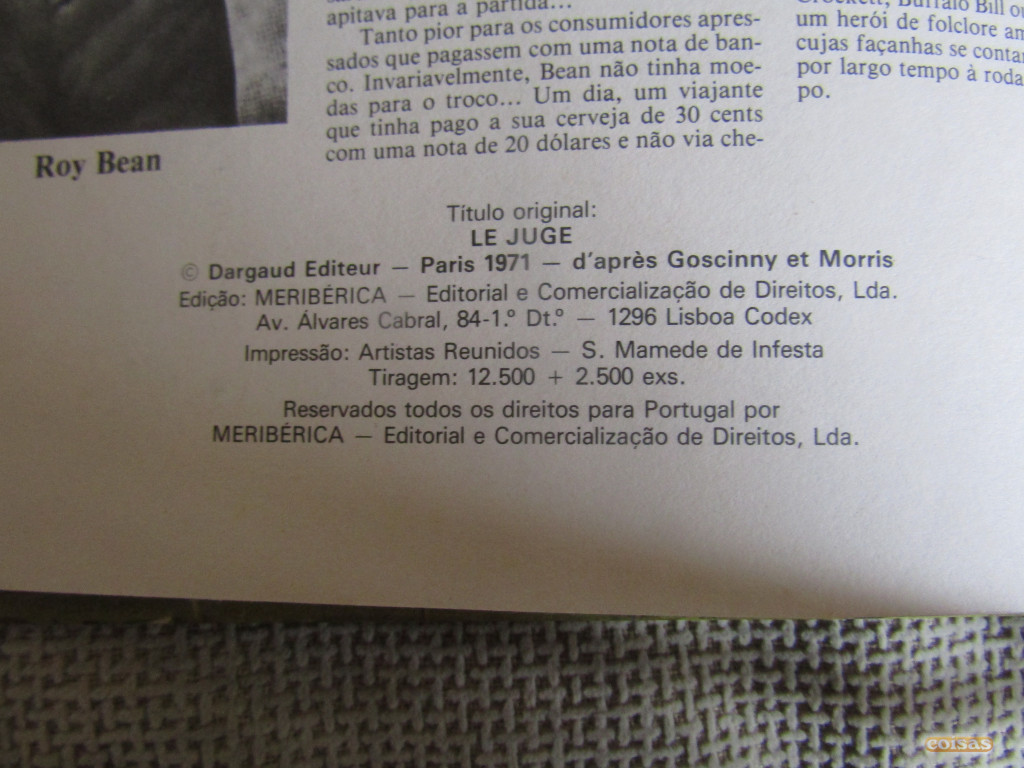 apitava para a partida...
Tanto pior para os consumidores apres-
sados que pagassem com uma nota de ban-
co. Invariavelmente, Bean não tinha moe-
das para o troco... Um dia, um viajante
que tinha pago a sua cerveja de 30 cents
com uma nota de 20 dólares e não via che-
Buffalo Bill
um herói de folclore
cujas façanhas se
por largo tempo à
po.
Roy Bean
Título original:
LE JUGE
© Dargaud Editeur — Paris 1971 — d'après Goscinny et Morris
Edição: MERIBÉRICA — Editorial e Comercialização de Direitos, Lda.
Av. Álvares Cabral, 84-1.º Dt.º — 1296 Lisboa Codex
Impressão: Artistas Reunidos — S. Mamede de Infesta
Tiragem: 12.500 + 2.500 exs.
Reservados todos os direitos para Portugal por
MERIBÉRICA — Editorial e Comercialização de Direitos, Lda.
coisas